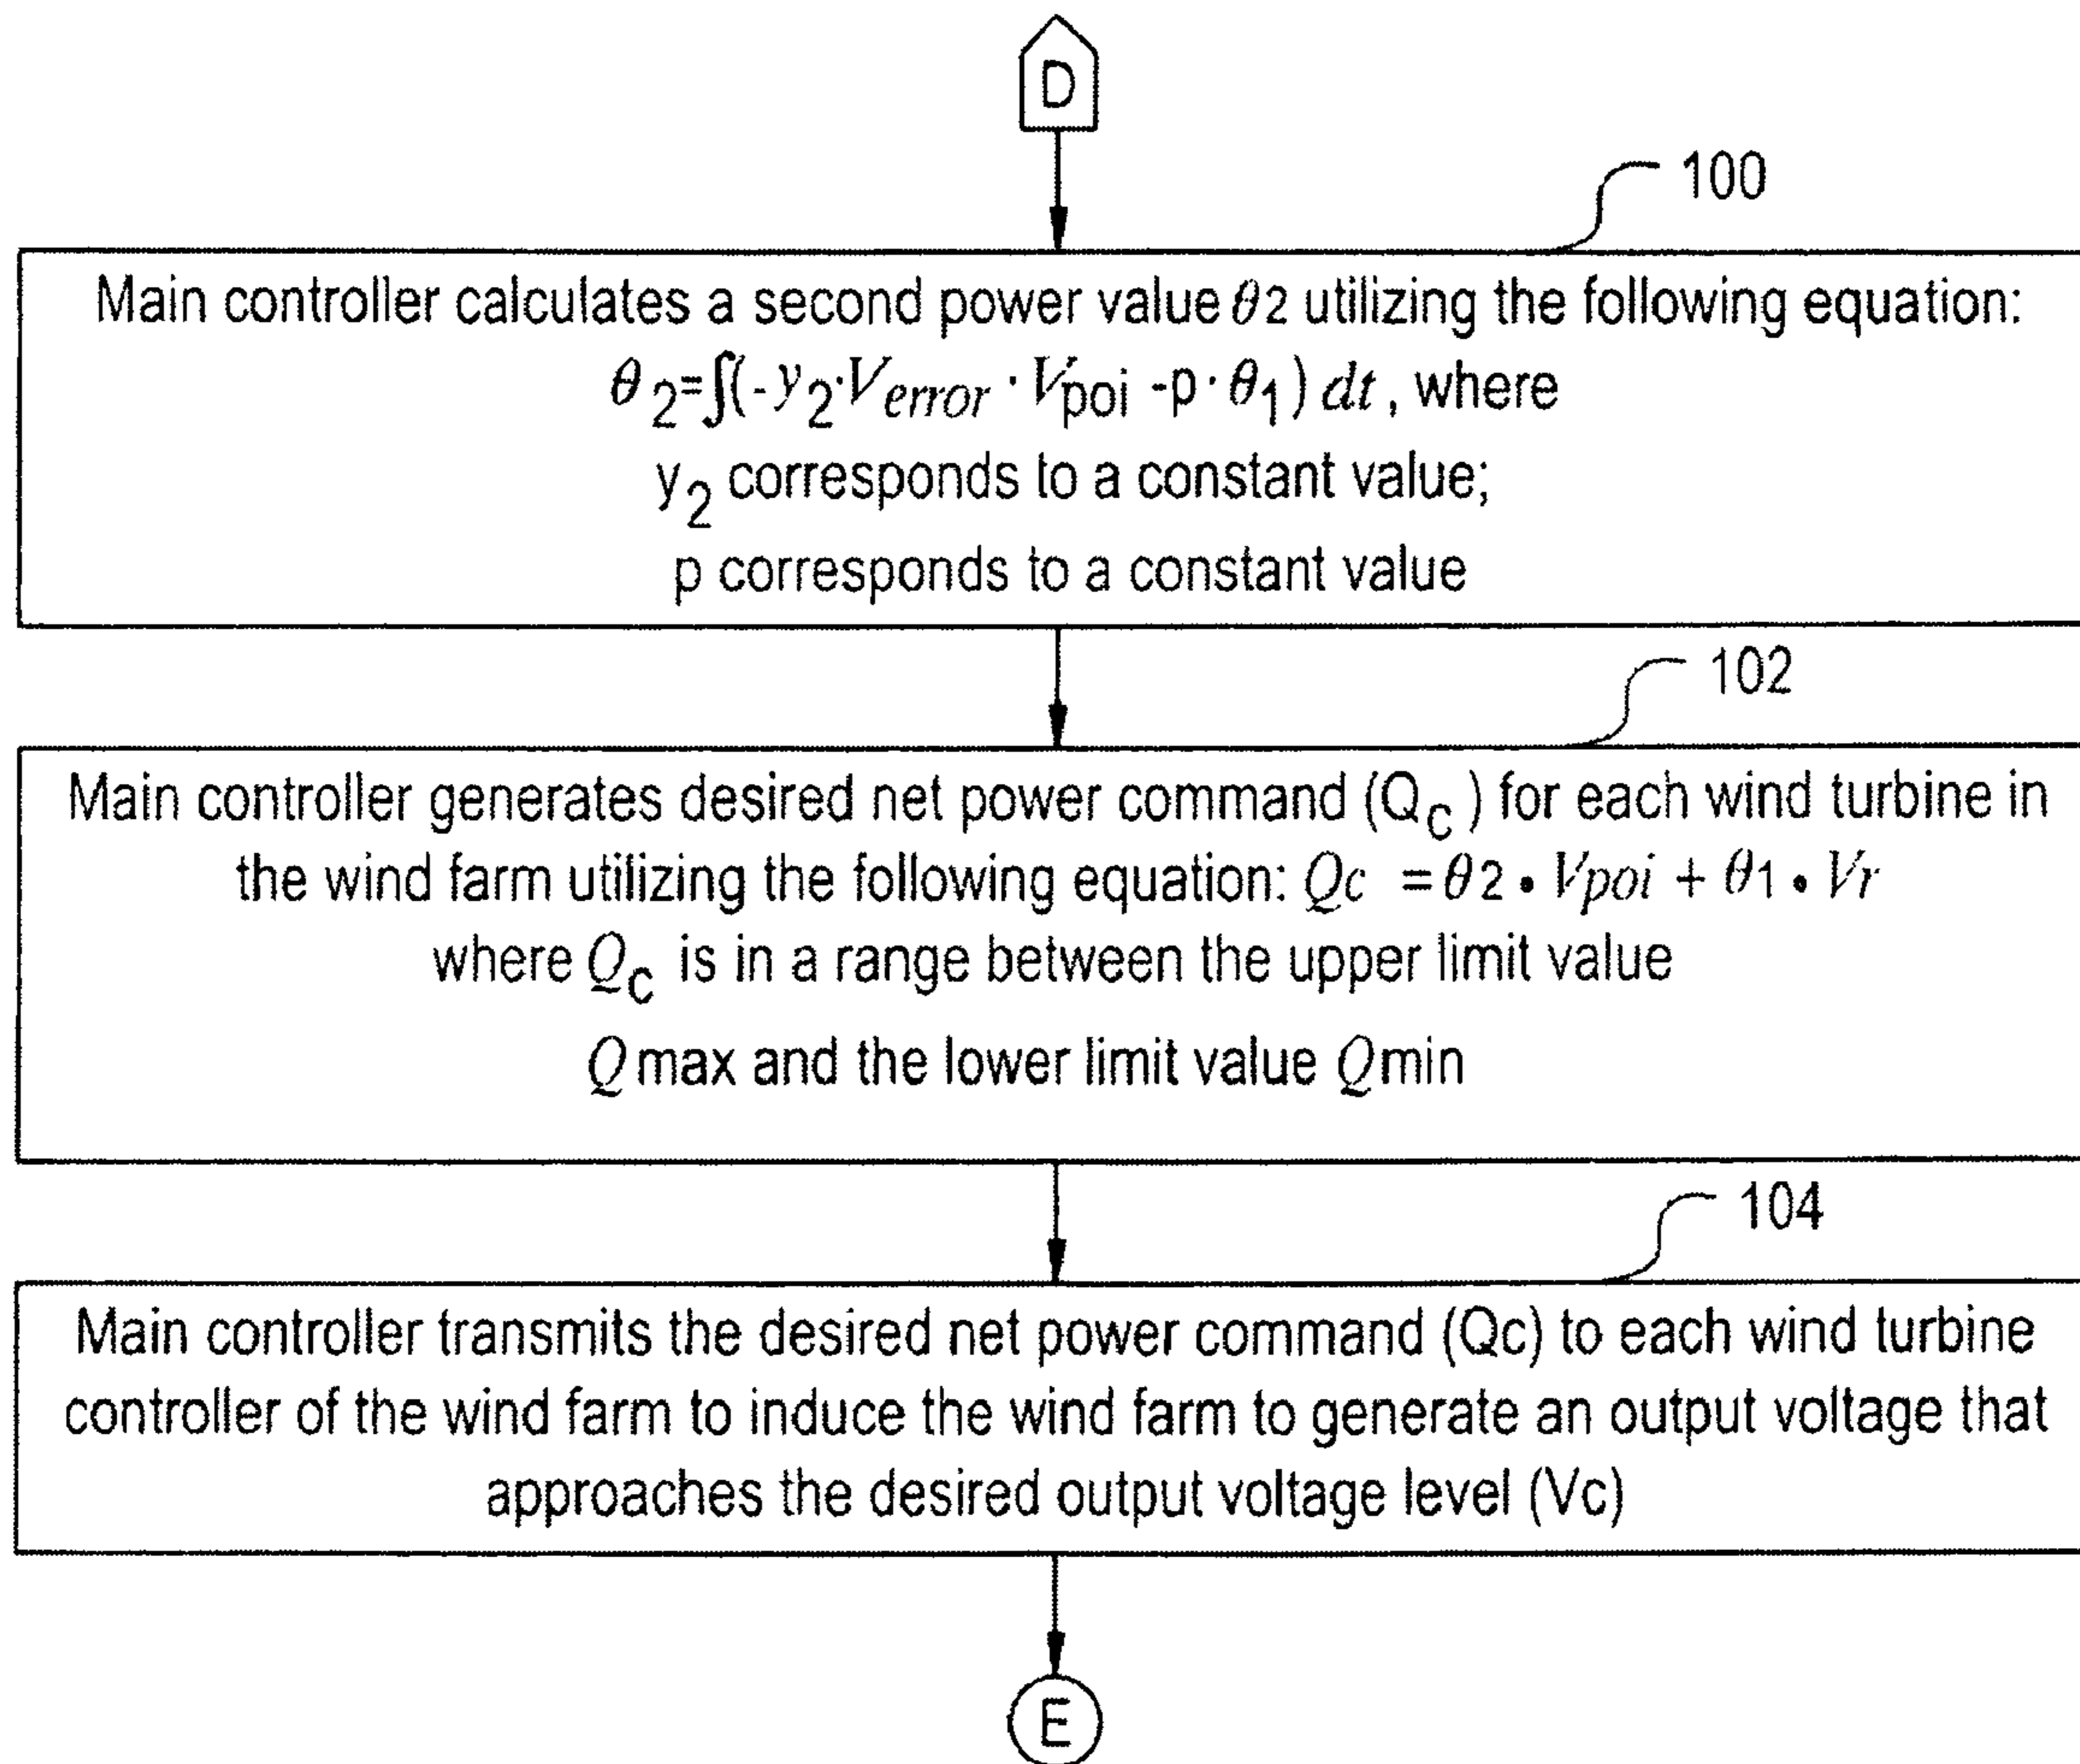 D
100
Main controller calculates a second power value θ2 utilizing the following equation:
θ2=∫(-y2·Verror · Vpoi -p · θ1) dt, where
y2 corresponds to a constant value;
p corresponds to a constant value
102
Main controller generates desired net power command (Qc) for each wind turbine in
the wind farm utilizing the following equation: Qc = θ2 • Vpoi + θ1 • Vr
where Qc is in a range between the upper limit value
Qmax and the lower limit value Qmin
104
Main controller transmits the desired net power command (Qc) to each wind turbine
controller of the wind farm to induce the wind farm to generate an output voltage that
approaches the desired output voltage level (Vc)
E